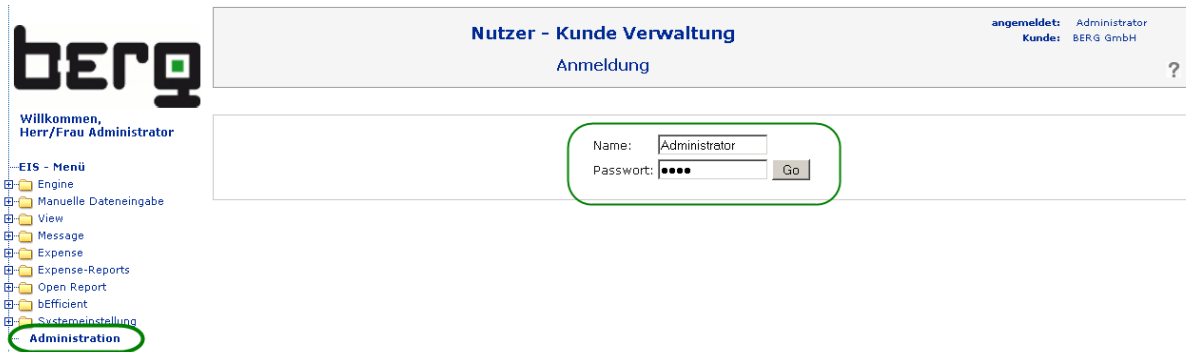 berg
Willkommen,
Herr/Frau Administrator
EIS - Menü
Engine
Manuelle Dateneingabe
View
Message
Expense
Expense-Reports
Open Report
bEfficient
Systemeinstellung
Administration
Nutzer - Kunde Verwaltung
Anmeldung
angemeldet: Administrator
Kunde: BERG GmbH
?
Name: Administrator
Passwort: ●●●● Go